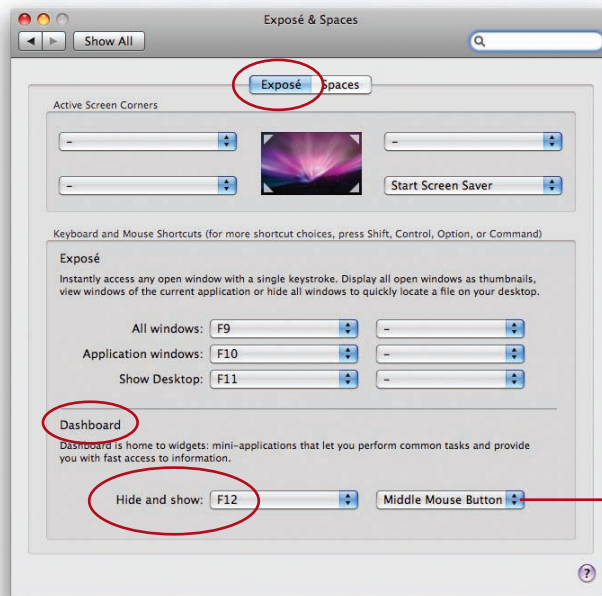 Exposé & Spaces
Show All
Exposé Spaces
Active Screen Corners
– –
– Start Screen Saver
Keyboard and Mouse Shortcuts (for more shortcut choices, press Shift, Control, Option, or Command)
Exposé
Instantly access any open window with a single keystroke. Display all open windows as thumbnails,
view windows of the current application or hide all windows to quickly locate a file on your desktop.
All windows: F9 –
Application windows: F10 –
Show Desktop: F11 –
Dashboard
Dashboard is home to widgets: mini-applications that let you perform common tasks and provide
you with fast access to information.
Hide and show: F12 Middle Mouse Button
?